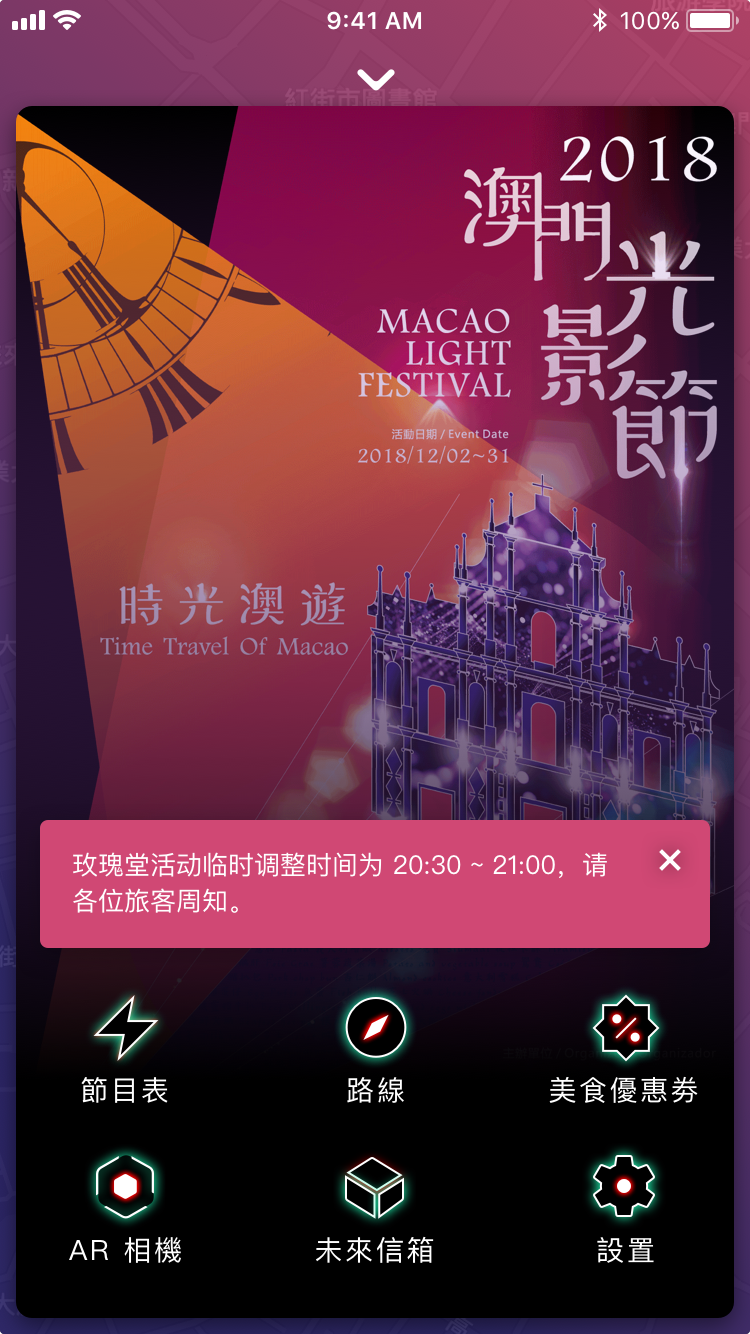 9:41 AM
100%
紅街市圖書館
2018
澳門
光
景
節
MACAO
LIGHT
FESTIVAL
活動日期 / Event Date
2018/12/02~31
時光澳遊
Time Travel Of Macao
玫瑰堂活动临时调整时间为 20:30 ~ 21:00，请
各位旅客周知。
節目表
路線
美食優惠券
AR 相機
未來信箱
設置